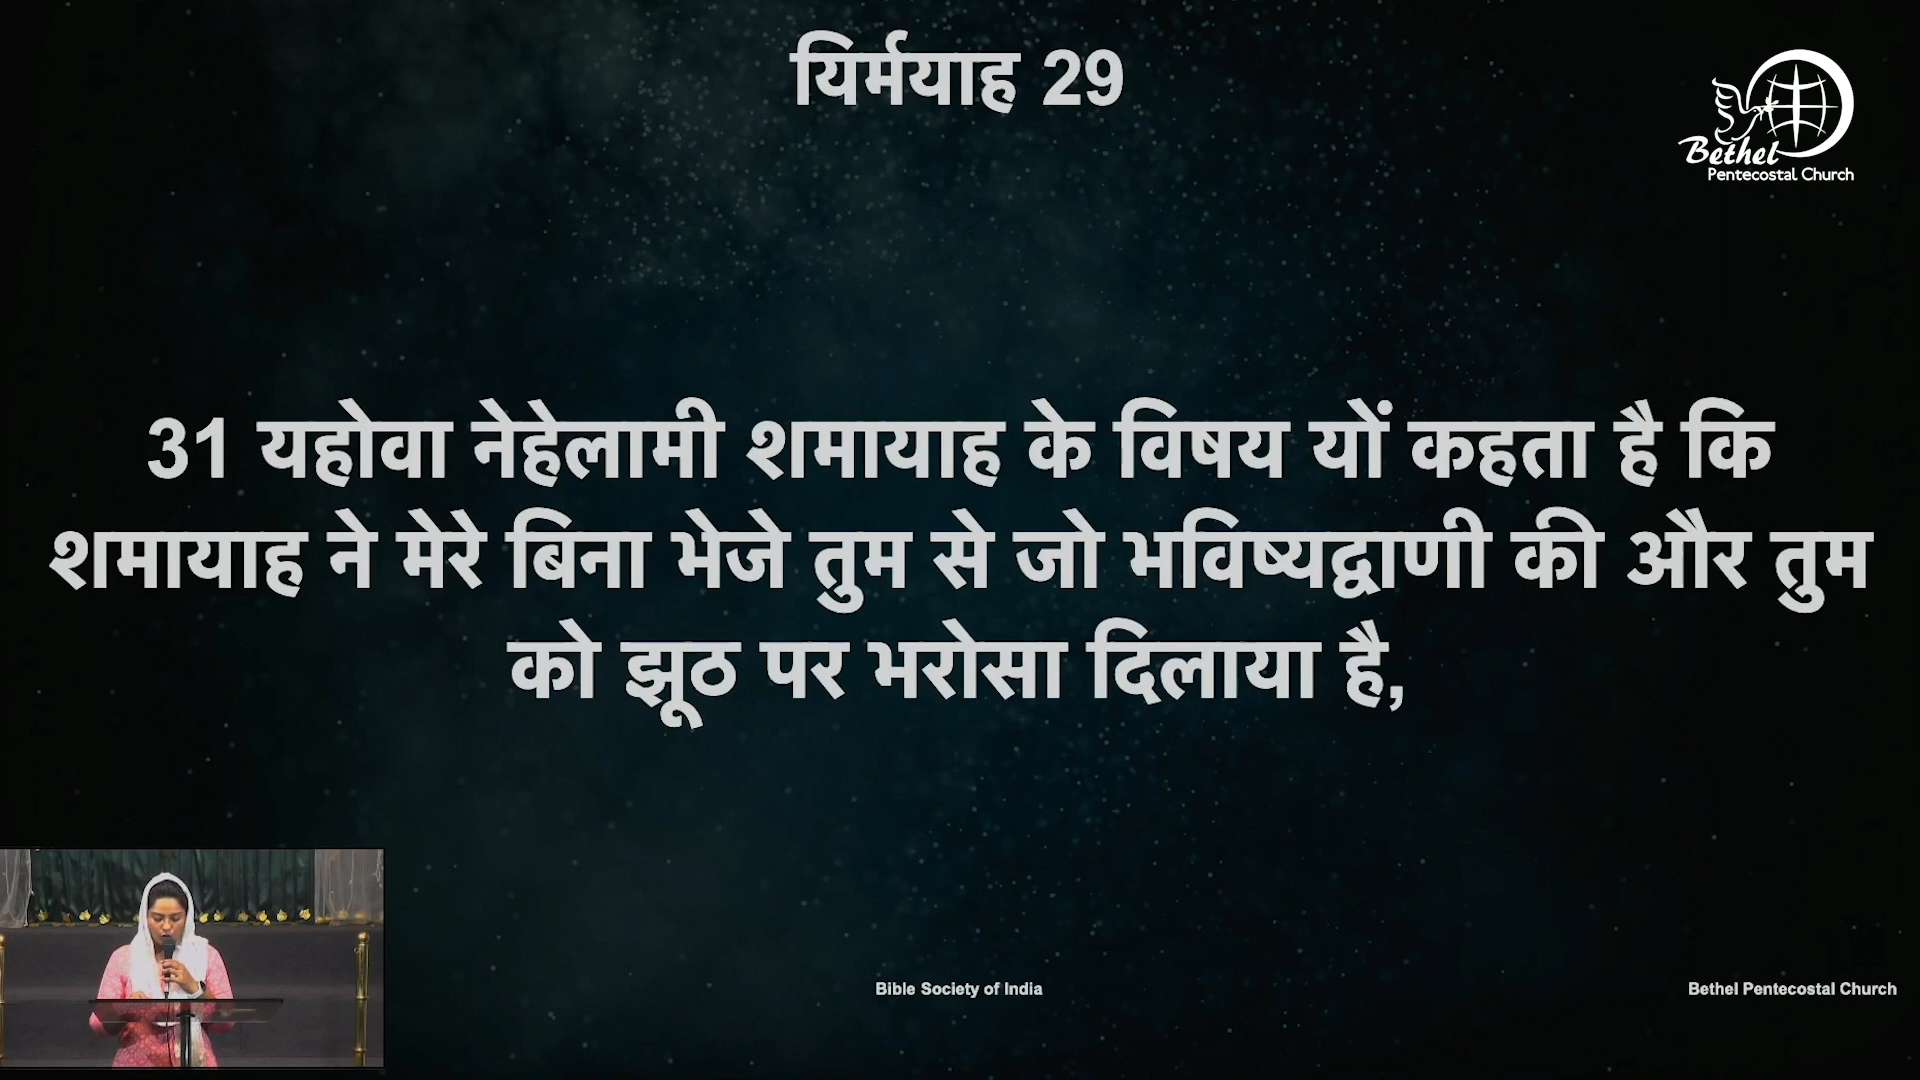 यिर्मयाह 29
Bethel
Pentecostal Church
31 यहोवा नेहेलामी शमायाह के विषय यों कहता है कि
शमायाह ने मेरे बिना भेजे तुम से जो भविष्यद्वाणी की और तुम
को झूठ पर भरोसा दिलाया है,
Bible Society of India
Bethel Pentecostal Church